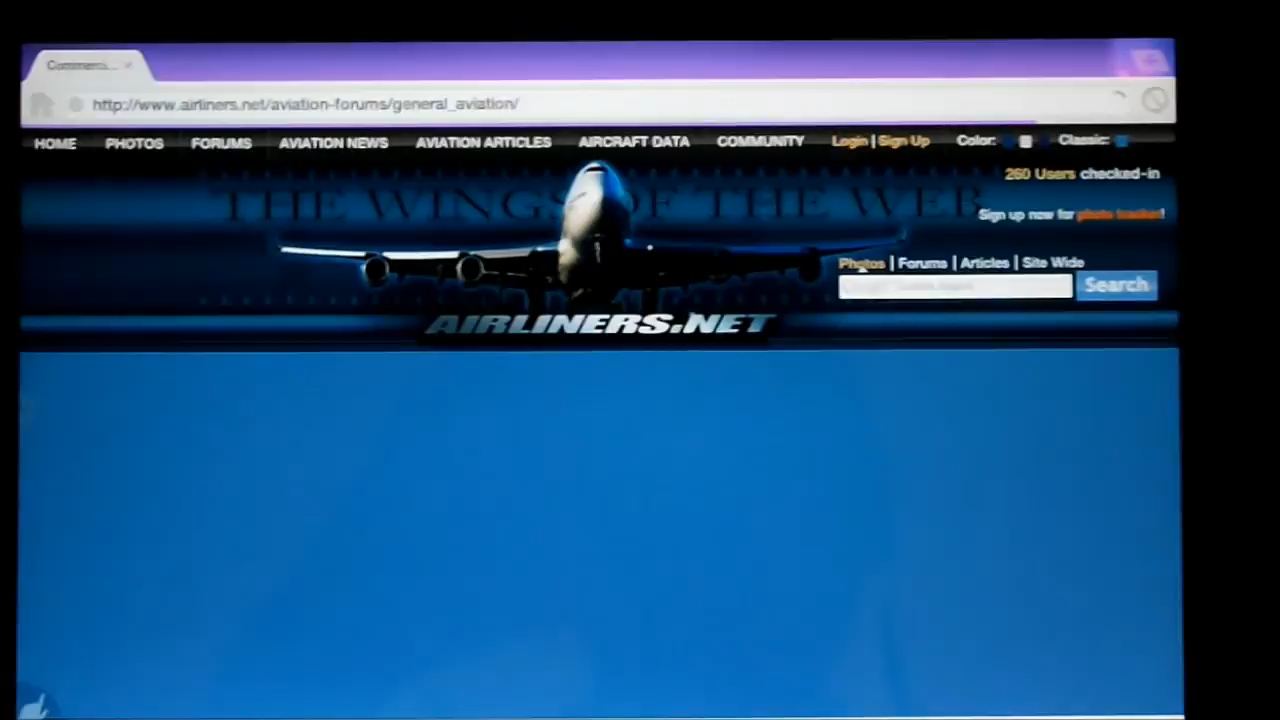 Comments...
http://www.airliners.net/aviation-forums/general_aviation/
HOME PHOTOS FORUMS AVIATION NEWS AVIATION ARTICLES AIRCRAFT DATA COMMUNITY Login | Sign Up Color: Classic:
260 Users checked-in
THE WINGS OF THE WEB
Sign up now for photo tracker!
Photos | Forums | Articles | Site Wide
Search
AIRLINERS.NET